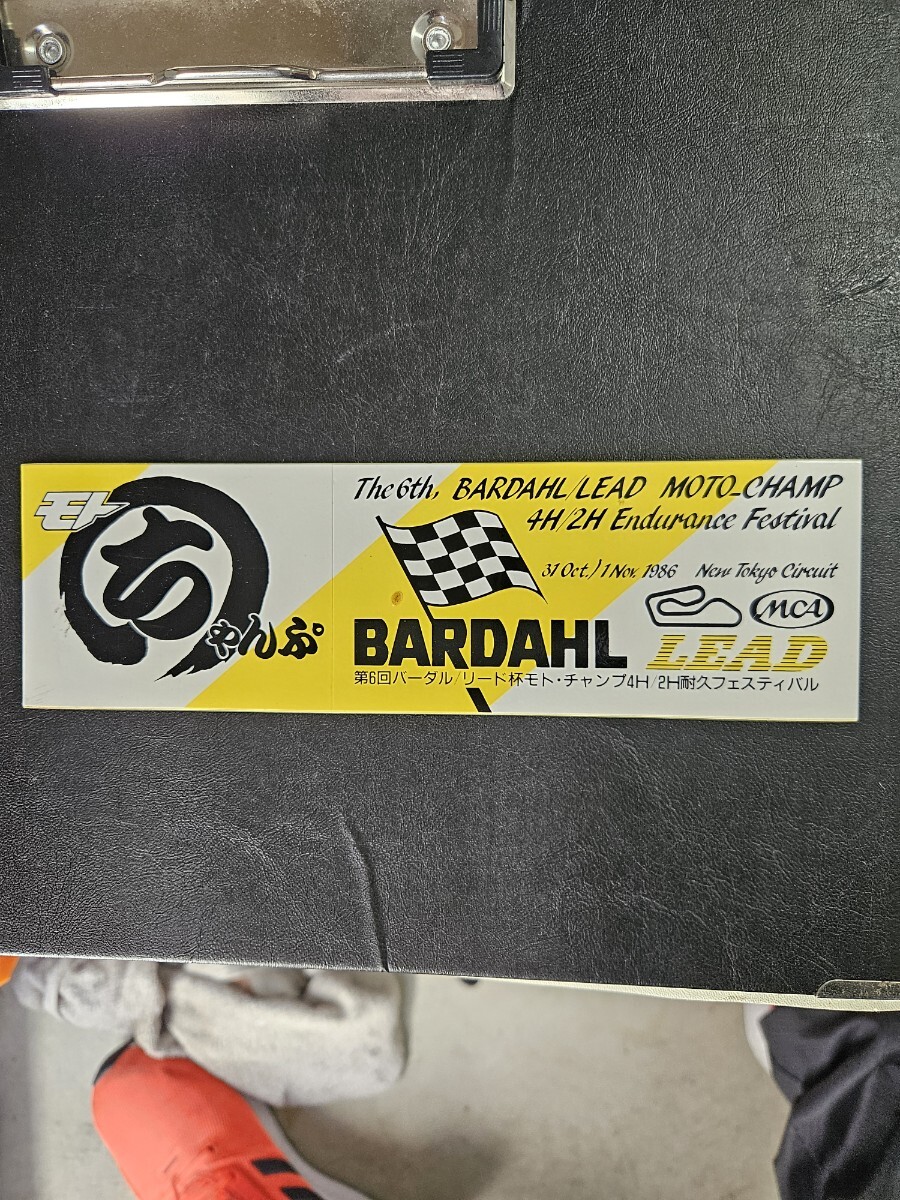 モト
ちゃんぷ
The 6th, BARDAHL/LEAD MOTO-CHAMP
4H/2H Endurance Festival
31 Oct./1 Nov. 1986 New Tokyo Circuit
MCA
BARDAHL LEAD
第6回バーダル/リード杯モト・チャンプ4H/2H耐久フェスティバル